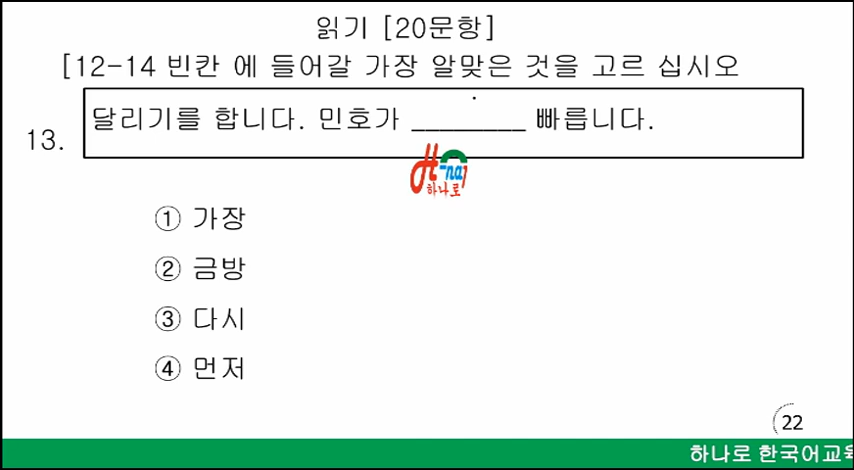 읽기 [20문항]
[12-14 빈칸 에 들어갈 가장 알맞은 것을 고르 십시오
13. 달리기를 합니다. 민호가 ________ 빠릅니다.
H-na
하나로
① 가장
② 금방
③ 다시
④ 먼저
22
하나로 한국어교육